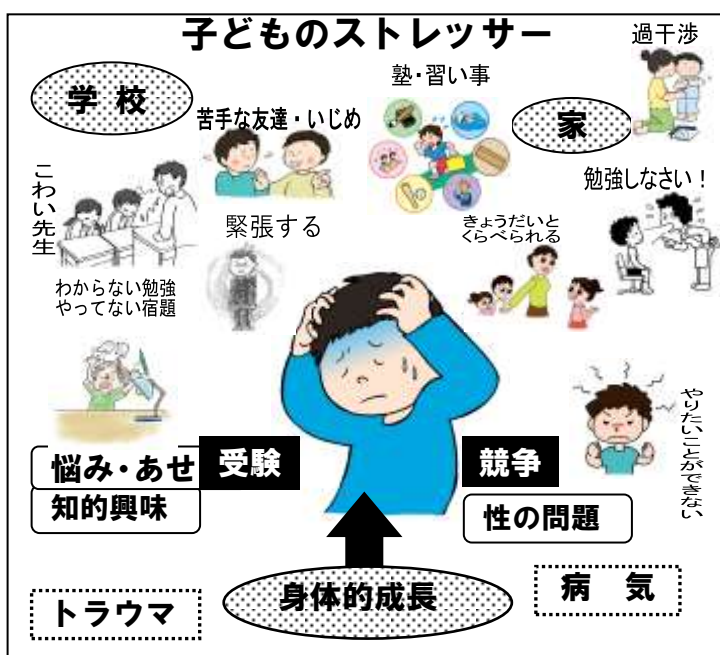 子どものストレッサー
過干渉
学 校
塾・習い事
家
苦手な友達・いじめ
こわい先生
勉強しなさい！
緊張する
きょうだいと
くらべられる
わからない勉強
やってない宿題
やりたいことができない
悩み・あせ
受験
競争
知的興味
性の問題
トラウマ
身体的成長
病 気